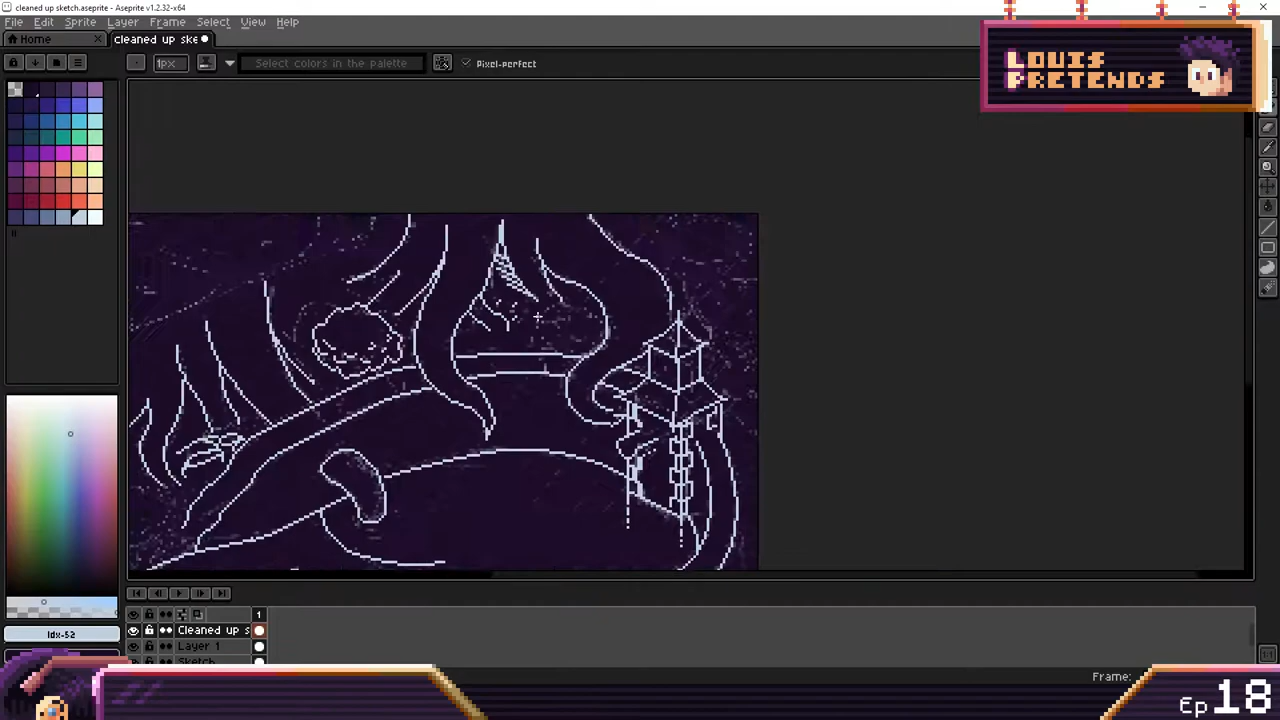 cleaned up sketch.aseprite - Aseprite v1.2.32-x64
File Edit Sprite Layer Frame Select View Help
Home
cleaned up ske
1px
Select colors in the palette
Pixel-perfect
LOUIS
PRETENDS
Idx-52
1
Cleaned up s
Layer 1
Sketch
Frame:
Ep 18